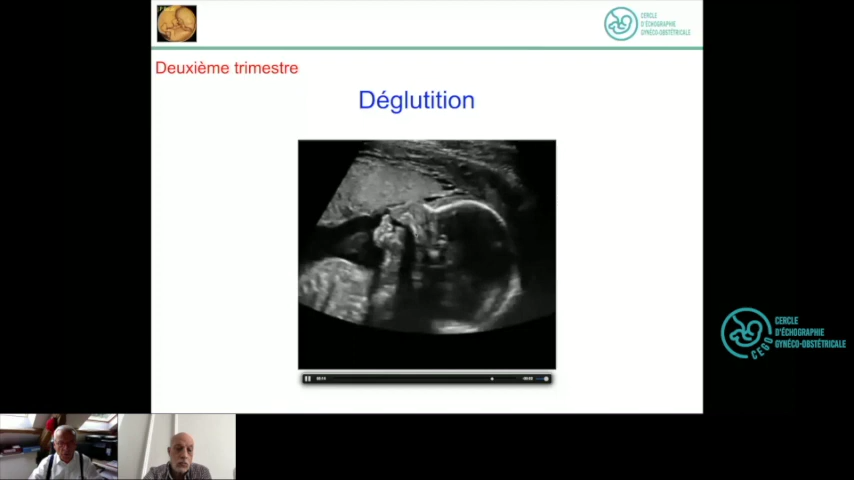 CERCLE
D'ÉCHOGRAPHIE
GYNÉCO-OBSTÉTRICALE
Deuxième trimestre
Déglutition
CERCLE
D'ÉCHOGRAPHIE
GYNÉCO-OBSTÉTRICALE
CEGO